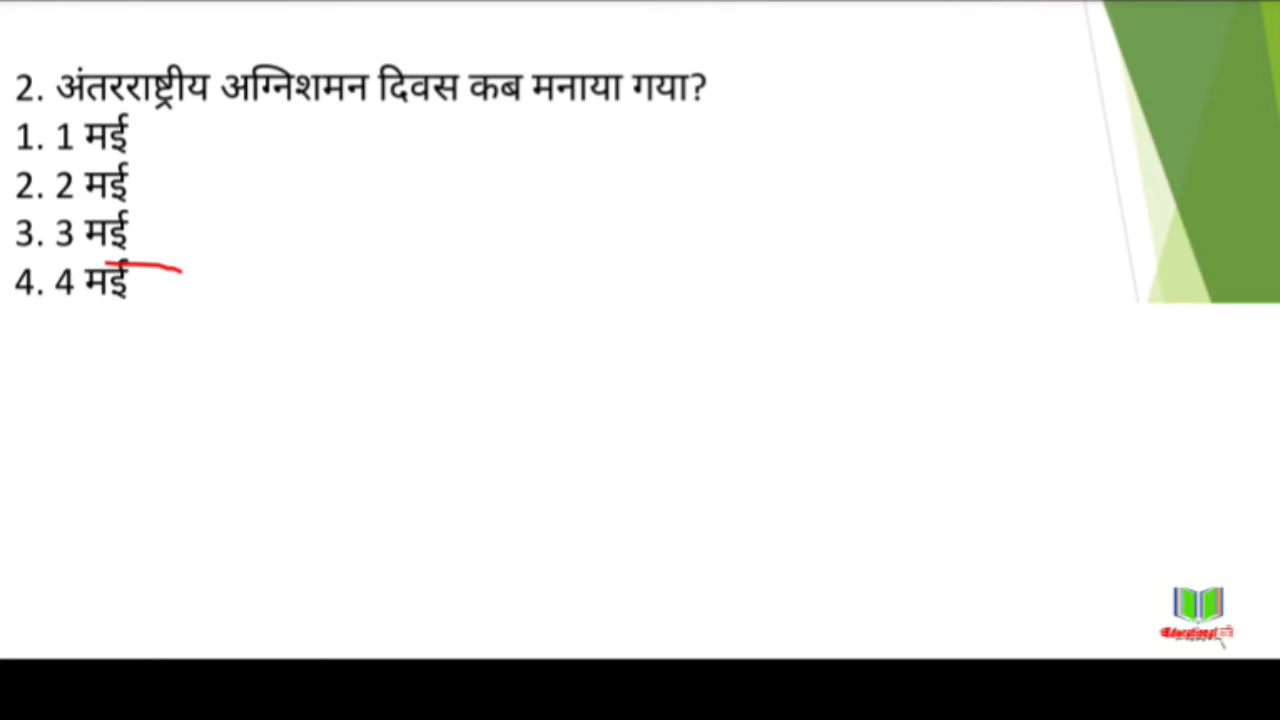 2. अंतरराष्ट्रीय अग्निशमन दिवस कब मनाया गया?
1. 1 मई
2. 2 मई
3. 3 मई
4. 4 मई
Educational